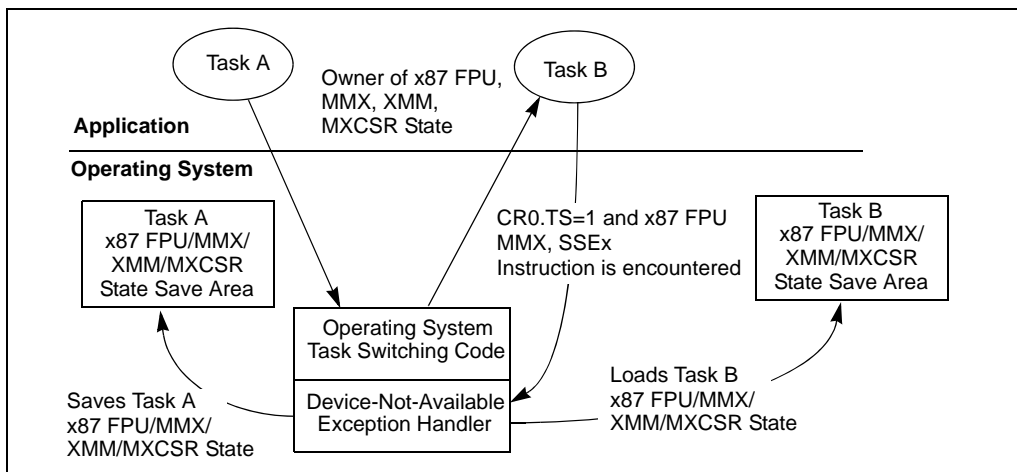 Task A
Owner of x87 FPU,
MMX, XMM,
MXCSR State
Task B
Application
Operating System
Task A
x87 FPU/MMX/
XMM/MXCSR
State Save Area
CR0.TS=1 and x87 FPU
MMX, SSEx
Instruction is encountered
Task B
x87 FPU/MMX/
XMM/MXCSR
State Save Area
Operating System
Task Switching Code
Saves Task A
x87 FPU/MMX/
XMM/MXCSR State
Device-Not-Available
Exception Handler
Loads Task B
x87 FPU/MMX/
XMM/MXCSR State